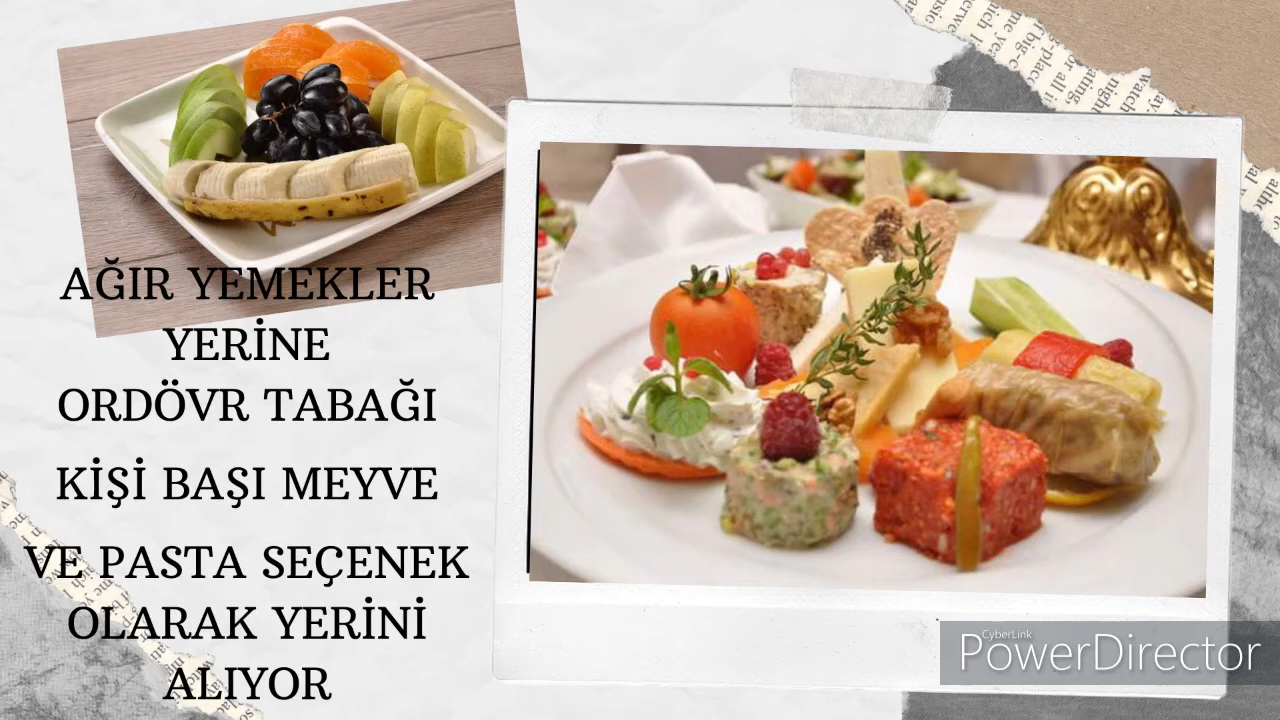 AĞIR YEMEKLER
YERİNE
ORDÖVR TABAĞI
KİŞİ BAŞI MEYVE
VE PASTA SEÇENEK
OLARAK YERİNİ
ALIYOR
CyberLink
PowerDirector